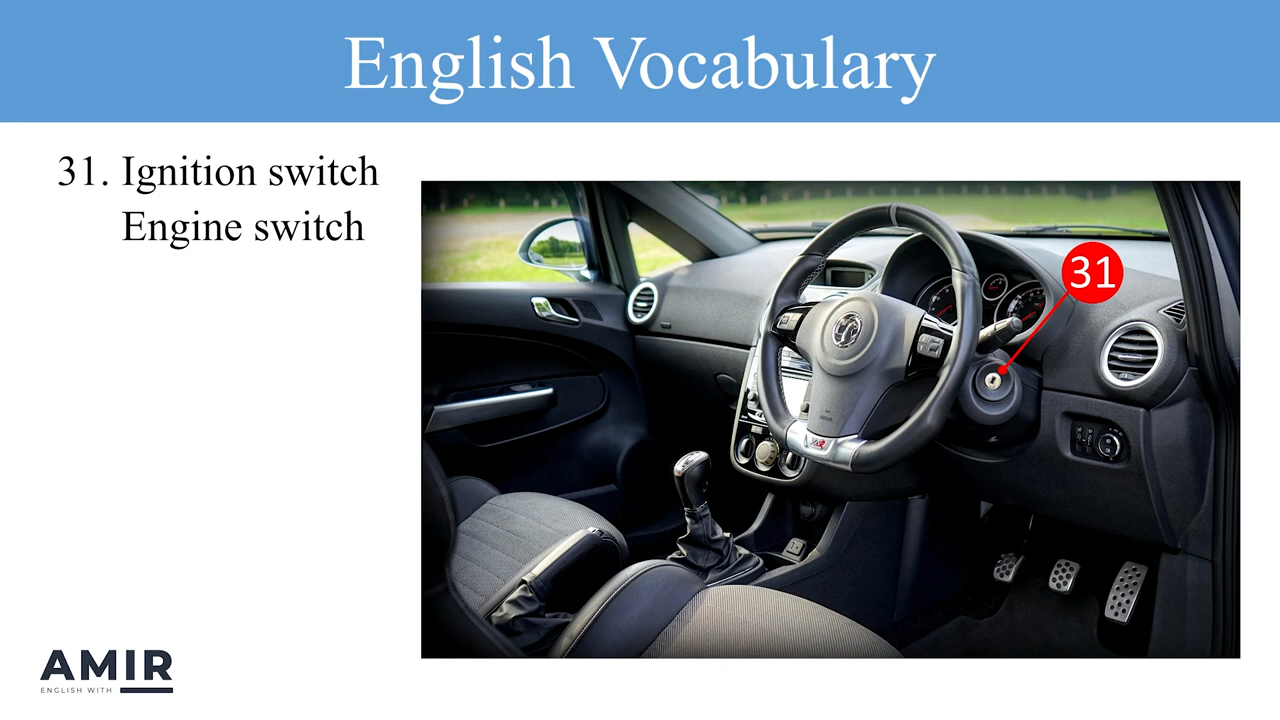 English Vocabulary
31. Ignition switch
Engine switch
31
AMIR
ENGLISH WITH